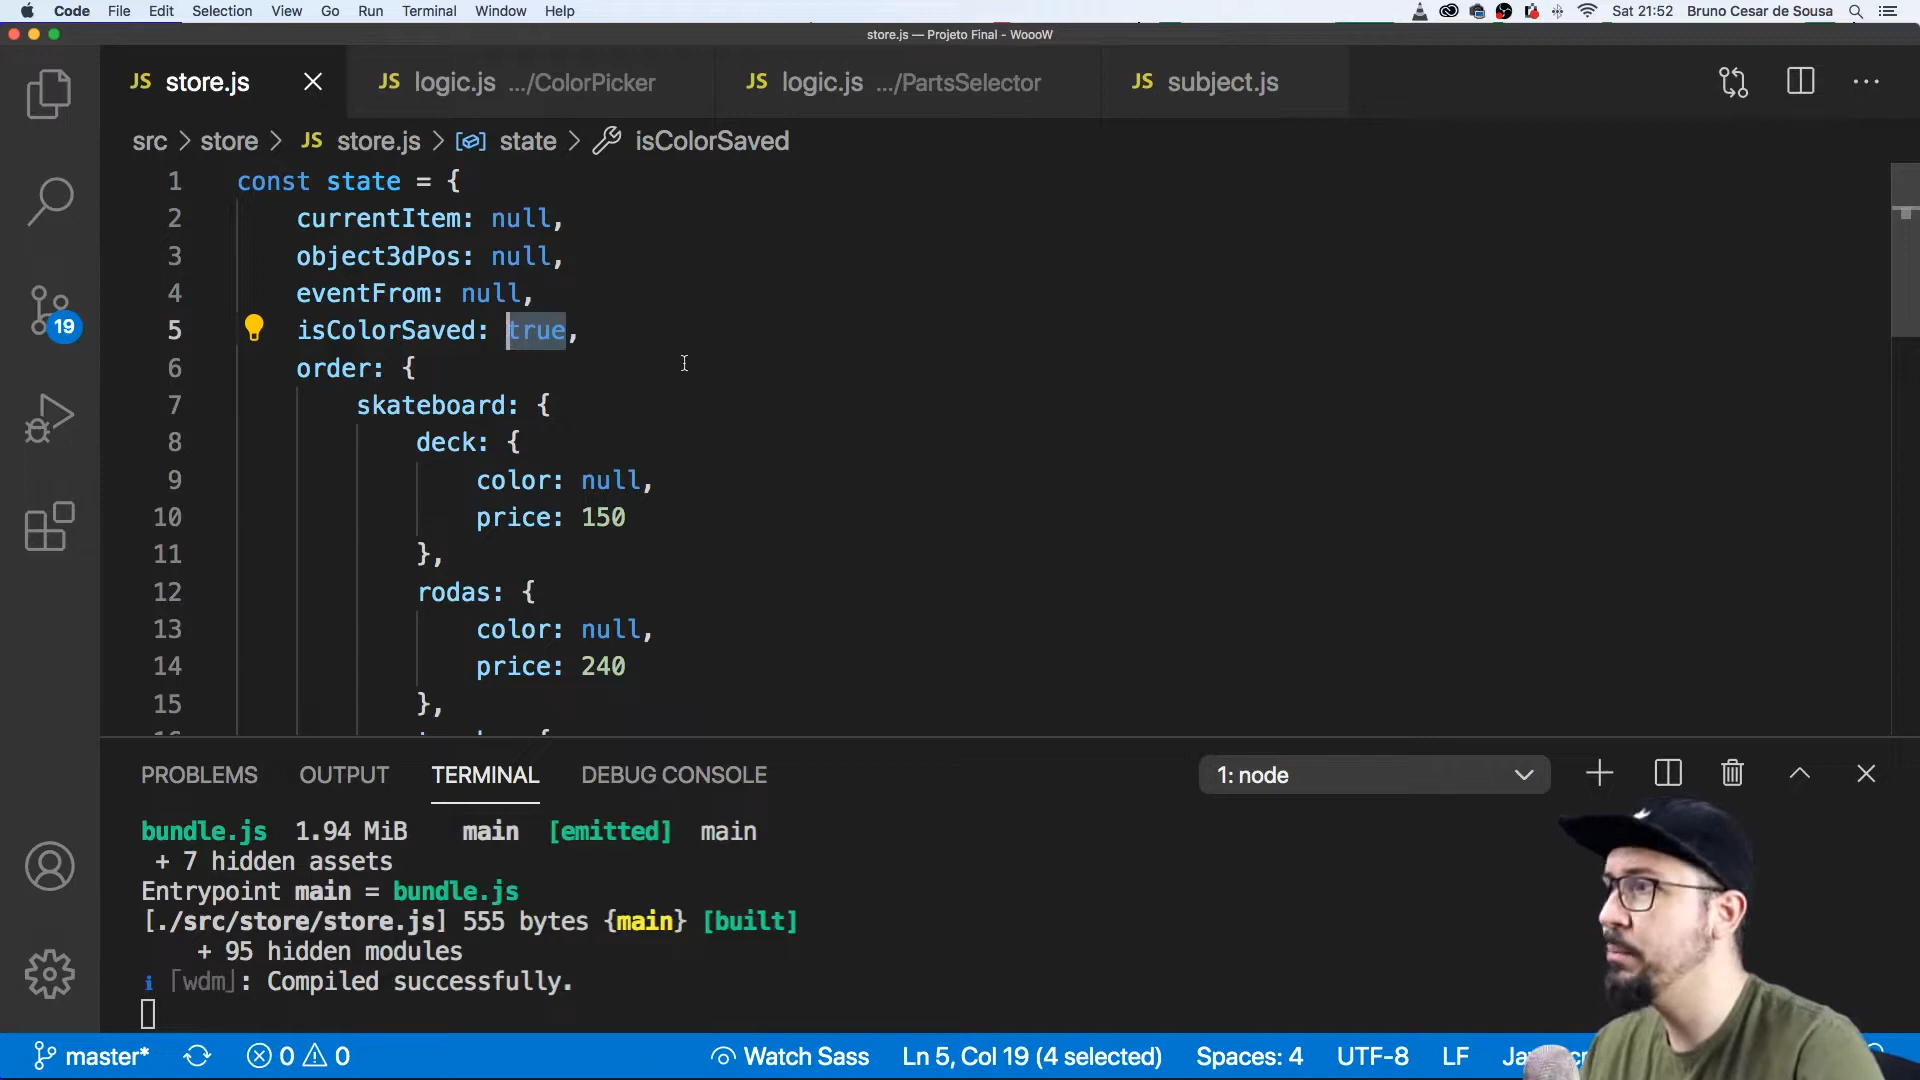 Code File Edit Selection View Go Run Terminal Window Help Sat 21:52 Bruno Cesar de Sousa
store.js — Projeto Final - WoooW
JS store.js JS logic.js .../ColorPicker JS logic.js .../PartsSelector JS subject.js
src > store > JS store.js > state > isColorSaved
1 const state = {
2 currentItem: null,
3 object3dPos: null,
4 eventFrom: null,
5 isColorSaved: true,
6 order: {
7 skateboard: {
8 deck: {
9 color: null,
10 price: 150
11 },
12 rodas: {
13 color: null,
14 price: 240
15 },
19
PROBLEMS OUTPUT TERMINAL DEBUG CONSOLE 1: node
bundle.js 1.94 MiB main [emitted] main
+ 7 hidden assets
Entrypoint main = bundle.js
[./src/store/store.js] 555 bytes {main} [built]
+ 95 hidden modules
i ｢wdm｣: Compiled successfully.
master* 0 0 Watch Sass Ln 5, Col 19 (4 selected) Spaces: 4 UTF-8 LF